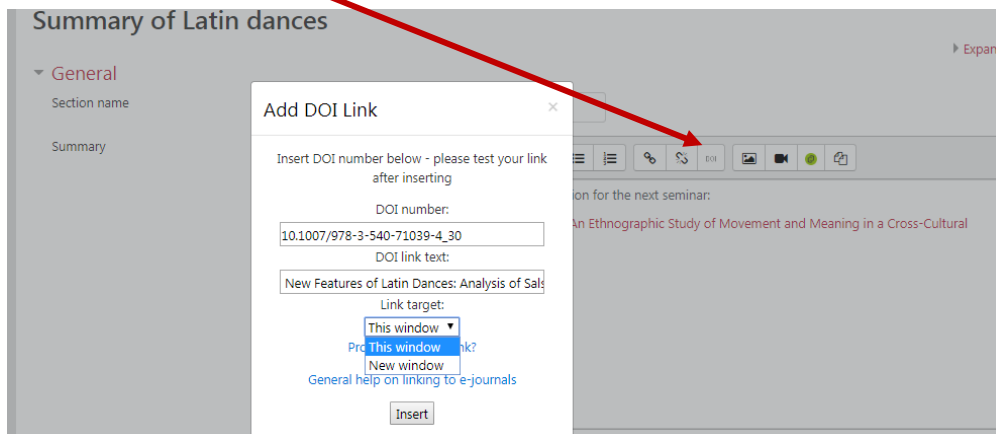 Summary of Latin dances
Expan
General
Section name
Summary
Add DOI Link
×
Insert DOI number below - please test your link
after inserting
DOI number:
10.1007/978-3-540-71039-4_30
DOI link text:
New Features of Latin Dances: Analysis of Sals
Link target:
This window
This window
New window
Pro nk?
General help on linking to e-journals
Insert
DOI
ion for the next seminar:
An Ethnographic Study of Movement and Meaning in a Cross-Cultural